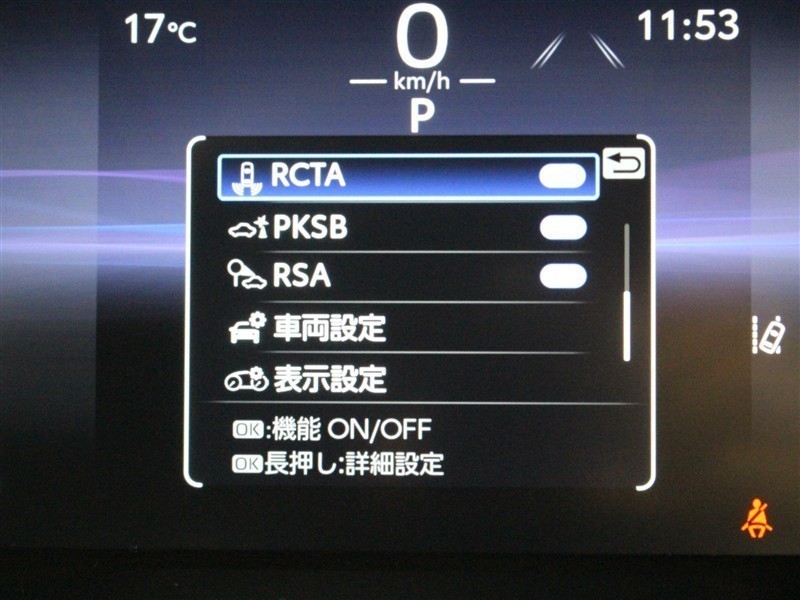 17°C
11:53
0
km/h
P
RCTA
PKSB
RSA
車両設定
表示設定
OK:機能 ON/OFF
OK長押し:詳細設定